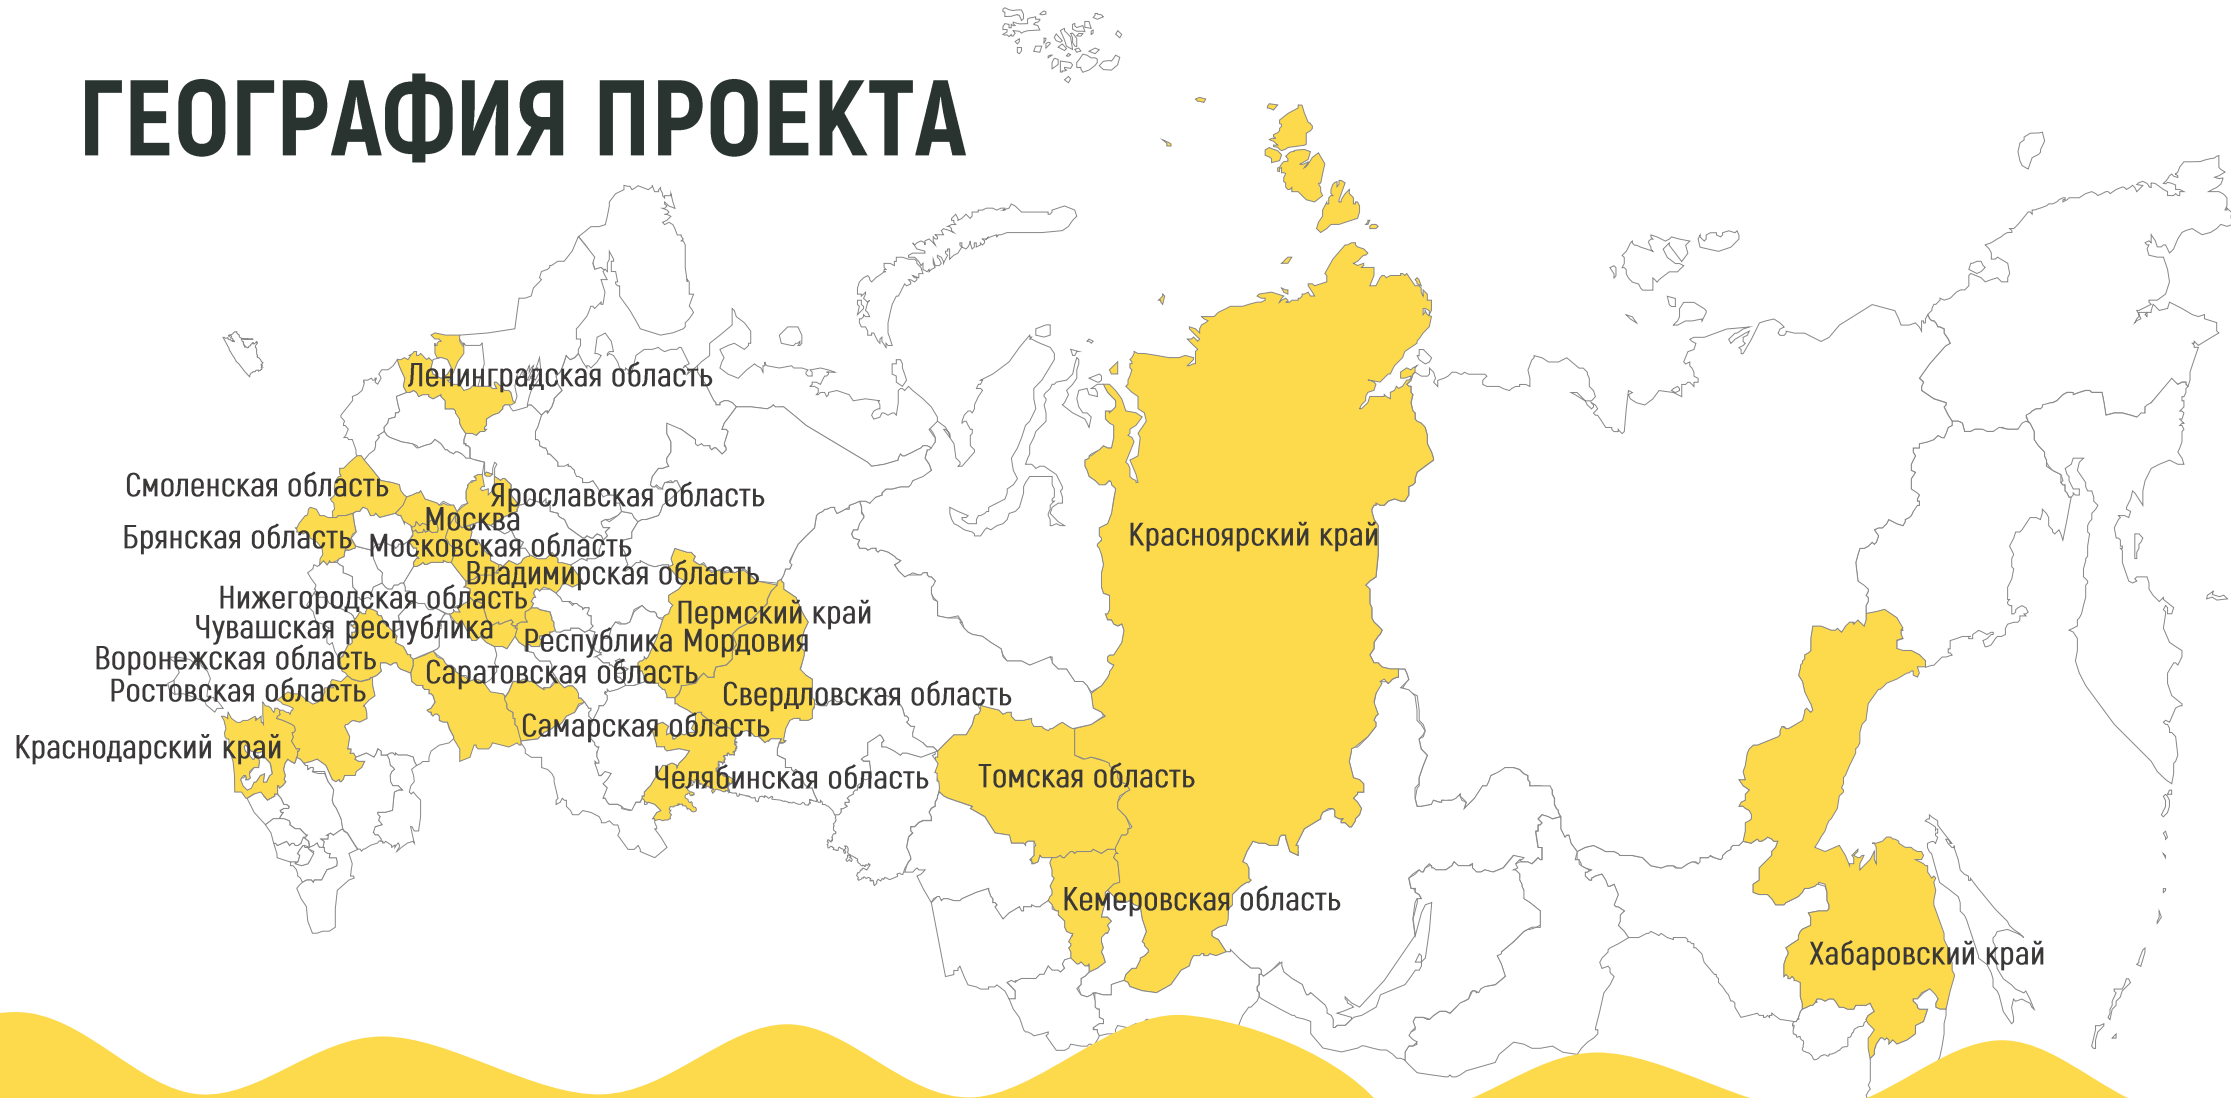 ГЕОГРАФИЯ ПРОЕКТА
Ленинградская область
Смоленская область
Ярославская область
Москва
Брянская область
Московская область
Владимирская область
Нижегородская область
Пермский край
Чувашская республика
Республика Мордовия
Воронежская область
Саратовская область
Ростовская область
Свердловская область
Самарская область
Краснодарский край
Челябинская область
Красноярский край
Томская область
Кемеровская область
Хабаровский край